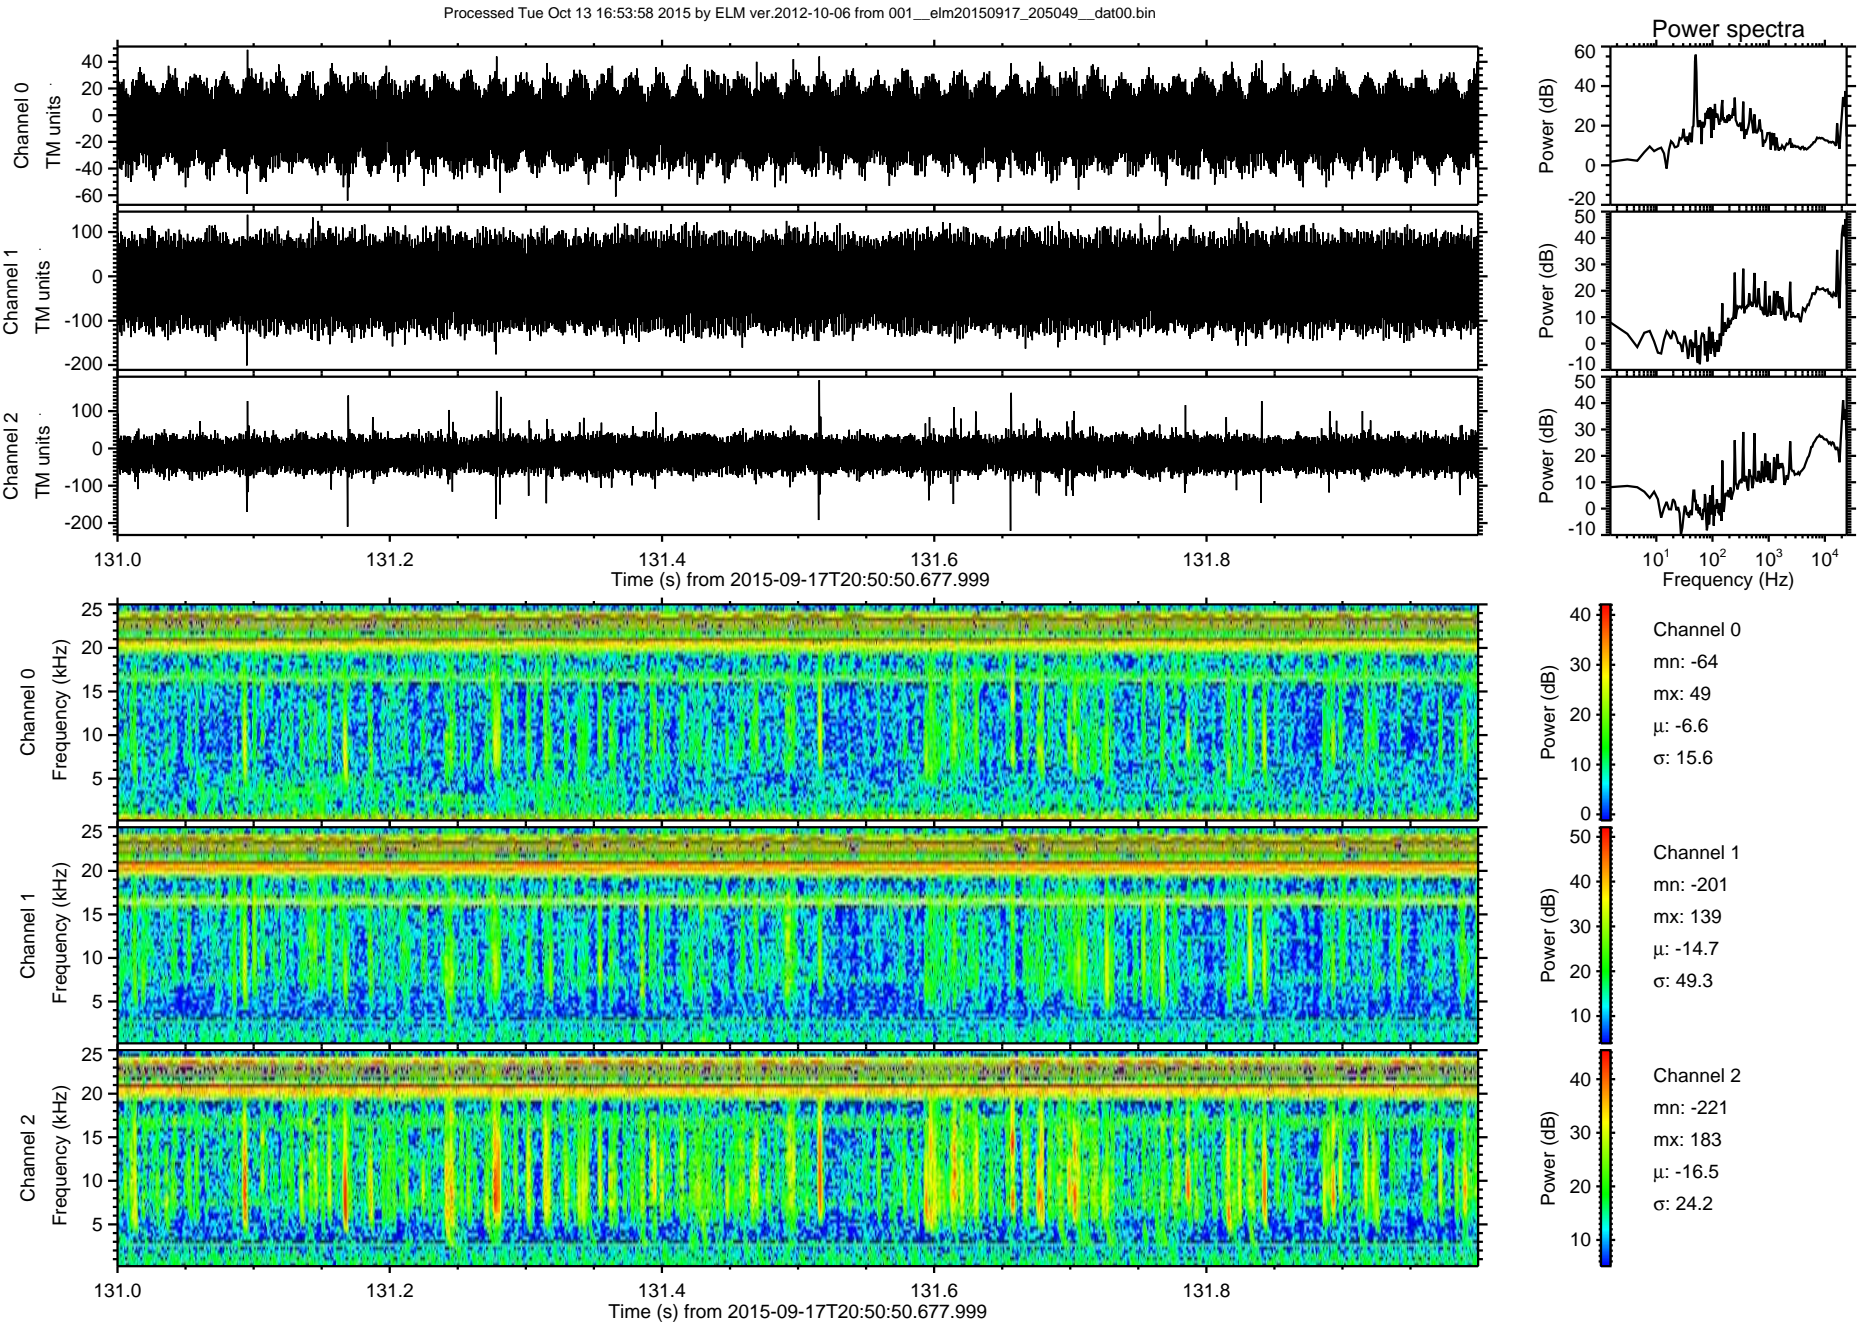 Processed Tue Oct 13 16:53:58 2015 by ELM ver.2012-10-06 from 001__elm20150917_205049__dat00.bin
Power spectra
Channel 0
TM units
40
20
0
-20
-40
-60
Power (dB)
60
40
20
0
-20
Channel 1
TM units
100
0
-100
-200
Power (dB)
50
40
30
20
10
0
-10
Channel 2
TM units
100
0
-100
-200
Power (dB)
50
40
30
20
10
0
-10
131.0 131.2 131.4 131.6 131.8
Time (s) from 2015-09-17T20:50:50.677.999
10^1 10^2 10^3 10^4
Frequency (Hz)
Channel 0
Frequency (kHz)
25
20
15
10
5
Power (dB)
40
30
20
10
0
Channel 0
mn: -64
mx: 49
μ: -6.6
σ: 15.6
Channel 1
Frequency (kHz)
25
20
15
10
5
Power (dB)
50
40
30
20
10
Channel 1
mn: -201
mx: 139
μ: -14.7
σ: 49.3
Channel 2
Frequency (kHz)
25
20
15
10
5
Power (dB)
40
30
20
10
Channel 2
mn: -221
mx: 183
μ: -16.5
σ: 24.2
131.0 131.2 131.4 131.6 131.8
Time (s) from 2015-09-17T20:50:50.677.999